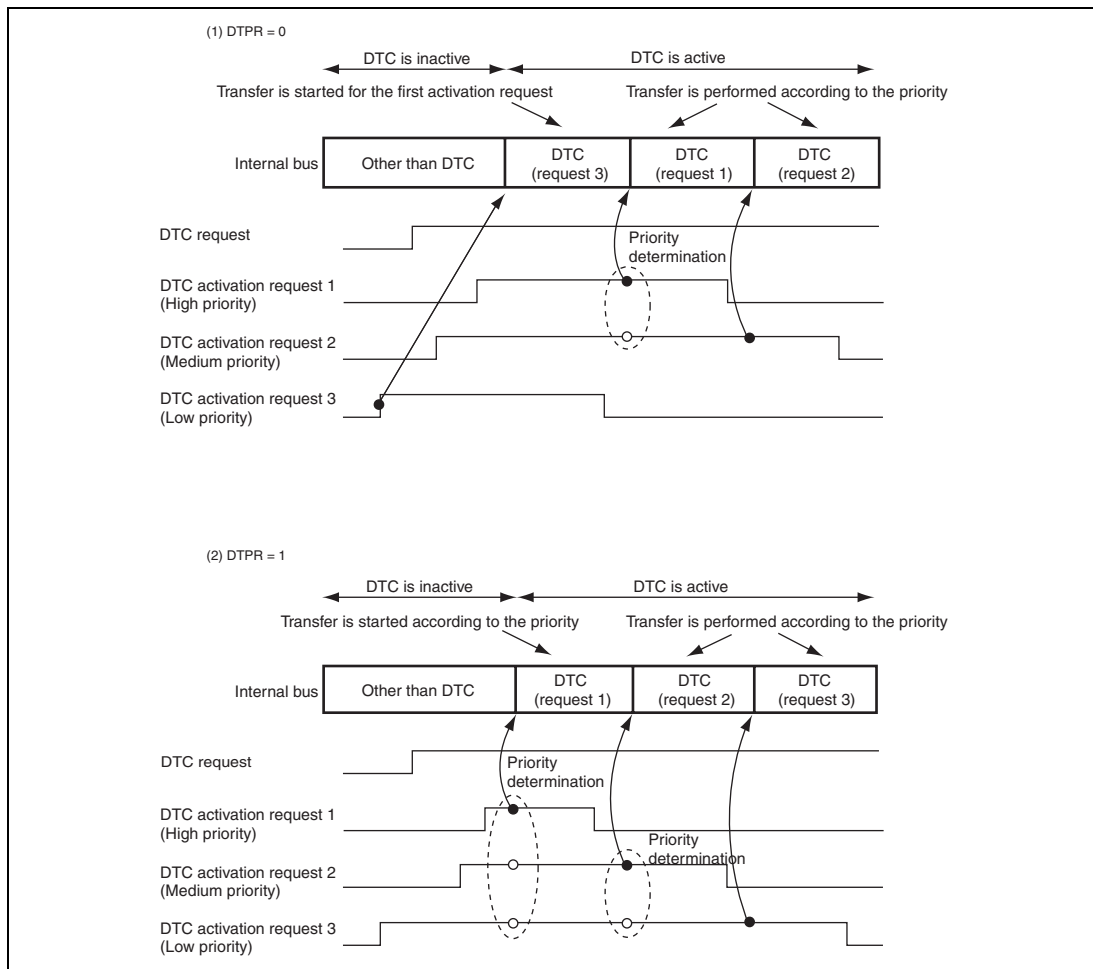 (1) DTPR = 0
DTC is inactive
DTC is active
Transfer is started for the first activation request
Transfer is performed according to the priority
Internal bus
Other than DTC
DTC
(request 3)
DTC
(request 1)
DTC
(request 2)
DTC request
Priority
determination
DTC activation request 1
(High priority)
DTC activation request 2
(Medium priority)
DTC activation request 3
(Low priority)
(2) DTPR = 1
DTC is inactive
DTC is active
Transfer is started according to the priority
Transfer is performed according to the priority
Internal bus
Other than DTC
DTC
(request 1)
DTC
(request 2)
DTC
(request 3)
DTC request
Priority
determination
DTC activation request 1
(High priority)
Priority
determination
DTC activation request 2
(Medium priority)
DTC activation request 3
(Low priority)